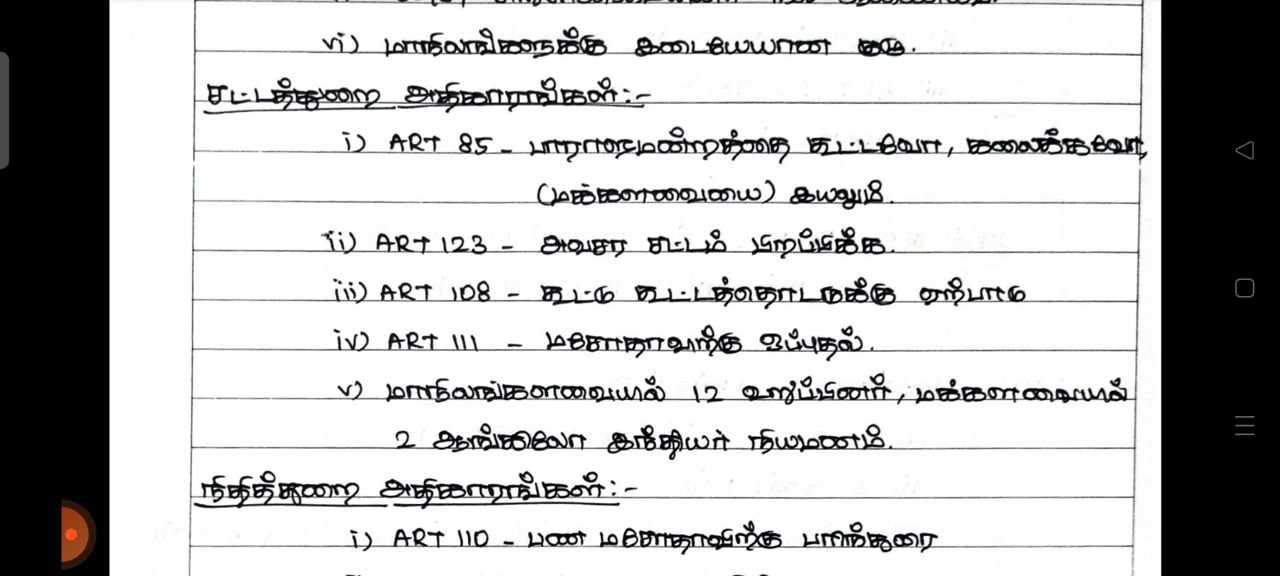 vi) மாநிலங்களுக்கு இடையேயான குழு.
சட்டத்துறை அதிகாரங்கள்:-
i) ART 85 - பாராளுமன்றத்தை கூட்டவோ, கலைக்கவோ,
(மக்களவையை) இயலும்.
ii) ART 123 - அவசர சட்டம் பிறப்பிக்க.
iii) ART 108 - கூட்டு கூட்டத்தொடருக்கு ஏற்பாடு
iv) ART 111 - மசோதாவிற்கு ஒப்புதல்.
v) மாநிலங்களவையில் 12 உறுப்பினர், மக்களவையில்
2 ஆங்கிலோ இந்தியர் நியமனம்.
நிதித்துறை அதிகாரங்கள்:-
i) ART 110 - பண மசோதாவிற்கு பரிந்துரை